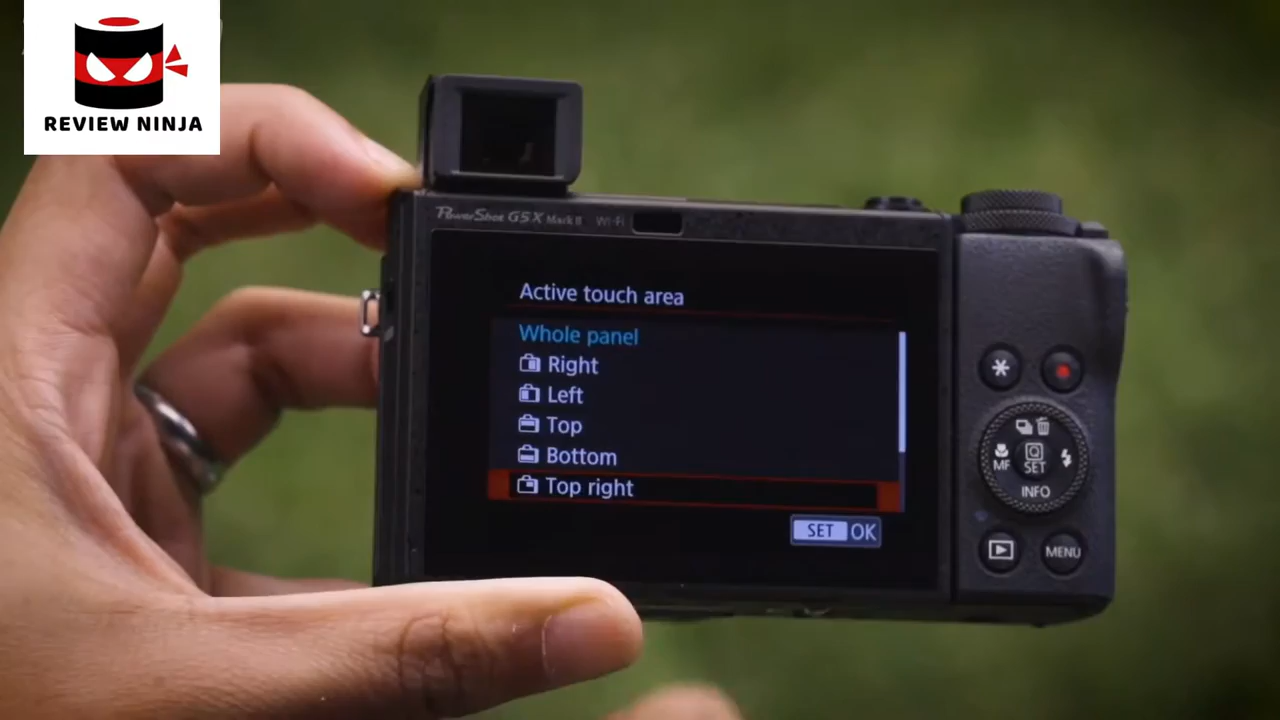 REVIEW NINJA
PowerShot G5X Mark II Wi-Fi
Active touch area
Whole panel
Right
Left
Top
Bottom
Top right
SET OK
MF
Q
SET
INFO
MENU